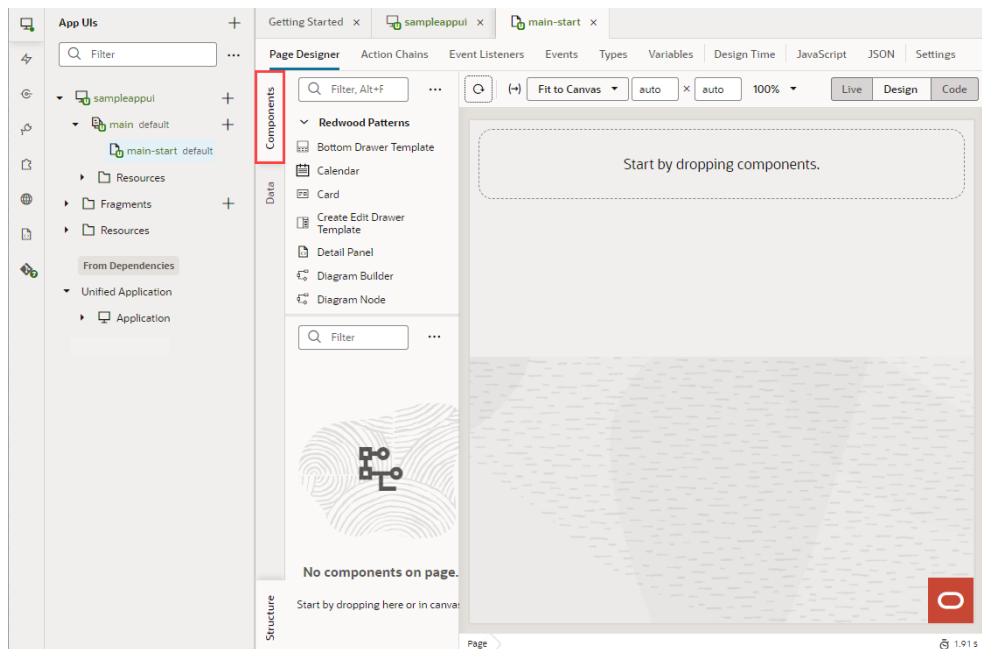 App UIs
Filter
sampleappui
main default
main-start default
Resources
Fragments
Resources
From Dependencies
Unified Application
Application
Getting Started
sampleappui
main-start
Page Designer Action Chains Event Listeners Events Types Variables Design Time JavaScript JSON Settings
Components
Data
Structure
Filter, Alt+F
Redwood Patterns
Bottom Drawer Template
Calendar
Card
Create Edit Drawer
Template
Detail Panel
Diagram Builder
Diagram Node
Filter
No components on page.
Start by dropping here or in canvas
Fit to Canvas auto × auto 100% Live Design Code
Start by dropping components.
Page
1.91 s